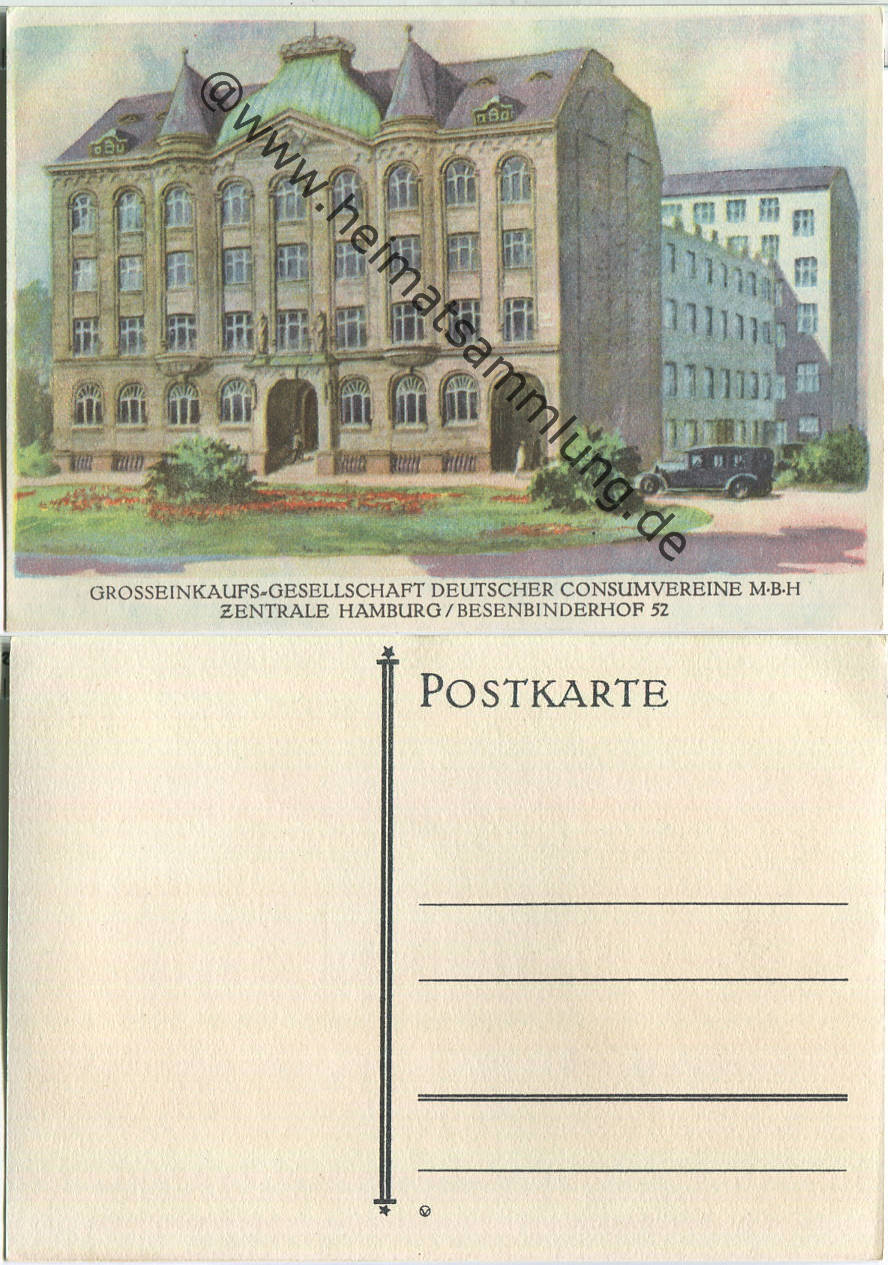 @www.heimatsammlung.de
GROSSEINKAUFS-GESELLSCHAFT DEUTSCHER CONSUMVEREINE M·B·H
ZENTRALE HAMBURG/BESENBINDERHOF 52
POSTKARTE